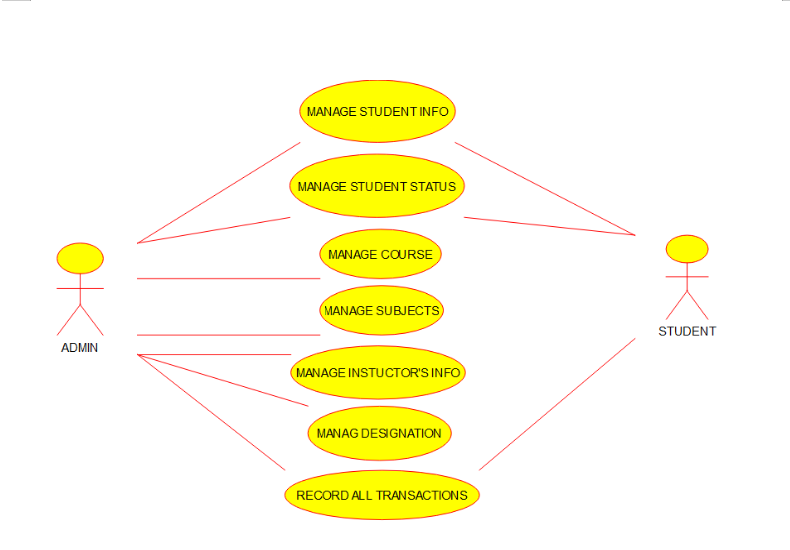 MANAGE STUDENT INFO
MANAGE STUDENT STATUS
MANAGE COURSE
MANAGE SUBJECTS
STUDENT
ADMIN
MANAGE INSTUCTOR'S INFO
MANAG DESIGNATION
RECORD ALL TRANSACTIONS